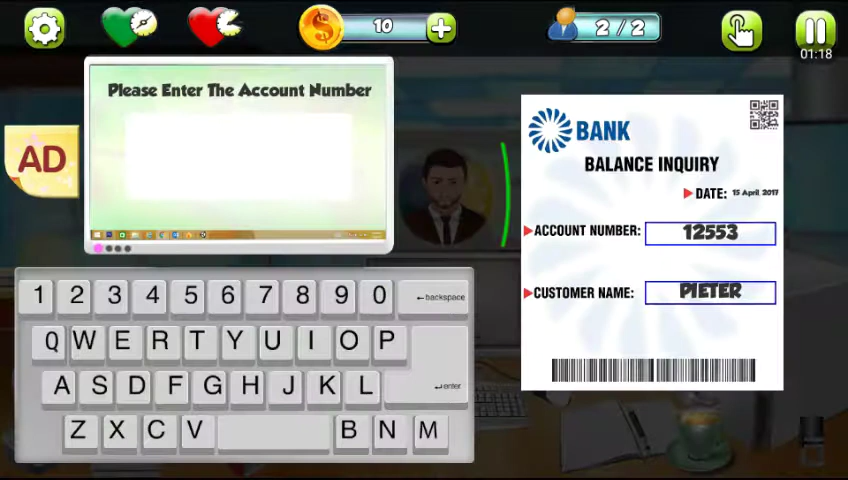 10
2 / 2
01:18
Please Enter The Account Number
AD
BANK
BALANCE INQUIRY
DATE: 15 April 2017
ACCOUNT NUMBER: 12553
CUSTOMER NAME: PIETER
1 2 3 4 5 6 7 8 9 0 ←backspace
Q W E R T Y U I O P
A S D F G H J K L ←enter
Z X C V B N M